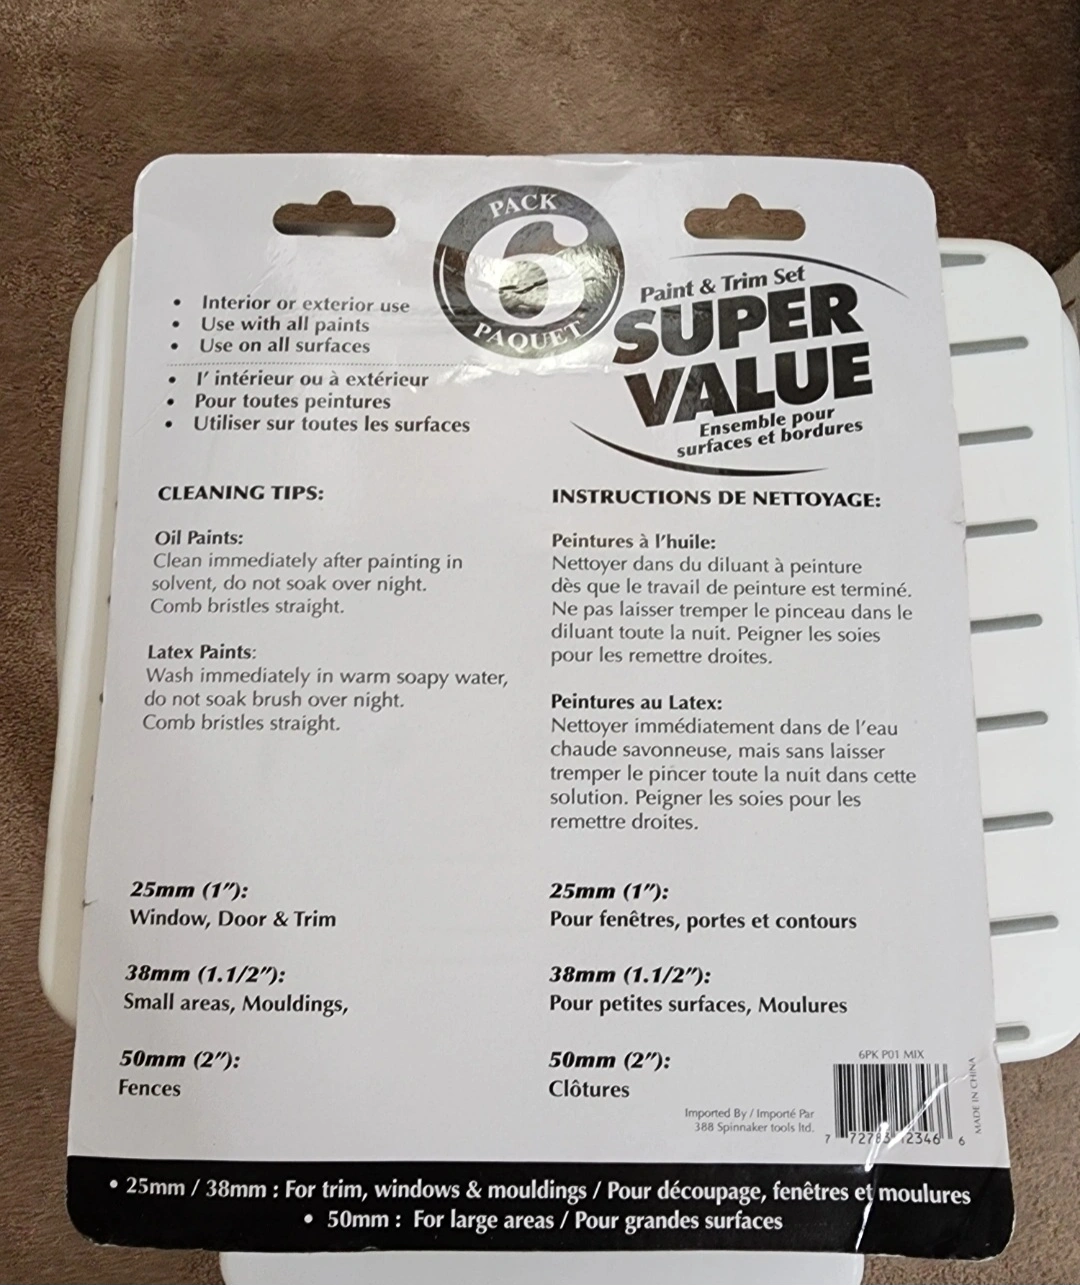 PACK
6
PAQUET
Paint & Trim Set
SUPER
VALUE
Ensemble pour
surfaces et bordures
• Interior or exterior use
• Use with all paints
• Use on all surfaces
• l' intérieur ou à extérieur
• Pour toutes peintures
• Utiliser sur toutes les surfaces
CLEANING TIPS:
Oil Paints:
Clean immediately after painting in
solvent, do not soak over night.
Comb bristles straight.
Latex Paints:
Wash immediately in warm soapy water,
do not soak brush over night.
Comb bristles straight.
INSTRUCTIONS DE NETTOYAGE:
Peintures à l'huile:
Nettoyer dans du diluant à peinture
dès que le travail de peinture est terminé.
Ne pas laisser tremper le pinceau dans le
diluant toute la nuit. Peigner les soies
pour les remettre droites.
Peintures au Latex:
Nettoyer immédiatement dans de l'eau
chaude savonneuse, mais sans laisser
tremper le pincer toute la nuit dans cette
solution. Peigner les soies pour les
remettre droites.
25mm (1"):
Window, Door & Trim
38mm (1.1/2"):
Small areas, Mouldings,
50mm (2"):
Fences
25mm (1"):
Pour fenêtres, portes et contours
38mm (1.1/2"):
Pour petites surfaces, Moulures
50mm (2"):
Clôtures
Imported By / Importé Par
388 Spinnaker tools ltd.
6PK P01 MIX
MADE IN CHINA
• 25mm / 38mm : For trim, windows & mouldings / Pour découpage, fenêtres et moulures
• 50mm : For large areas / Pour grandes surfaces